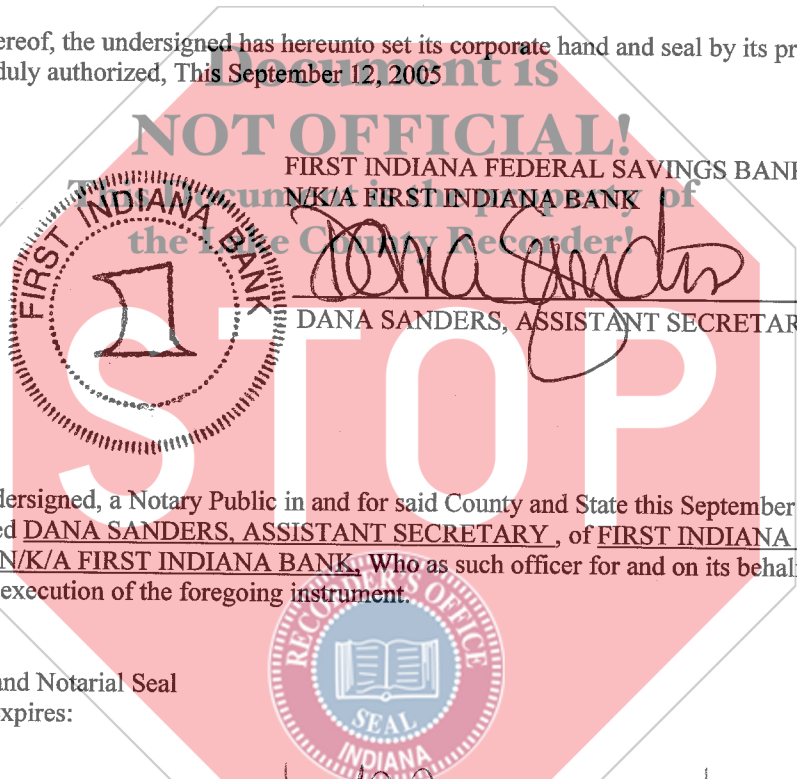 ereof, the undersigned has hereunto set its corporate hand and seal by its pr
duly authorized, This September 12, 2005
Document is
NOT OFFICIAL!
This Document is the property of
the Lake County Recorder!
FIRST INDIANA FEDERAL SAVINGS BANK
N/K/A FIRST INDIANA BANK
FIRST INDIANA BANK
1
Dana Sanders
DANA SANDERS, ASSISTANT SECRETAR
STOP
dersigned, a Notary Public in and for said County and State this September
ed DANA SANDERS, ASSISTANT SECRETARY , of FIRST INDIANA
N/K/A FIRST INDIANA BANK, Who as such officer for and on its behal
execution of the foregoing instrument.
RECORDER'S OFFICE
SEAL
INDIANA
and Notarial Seal
xpires: